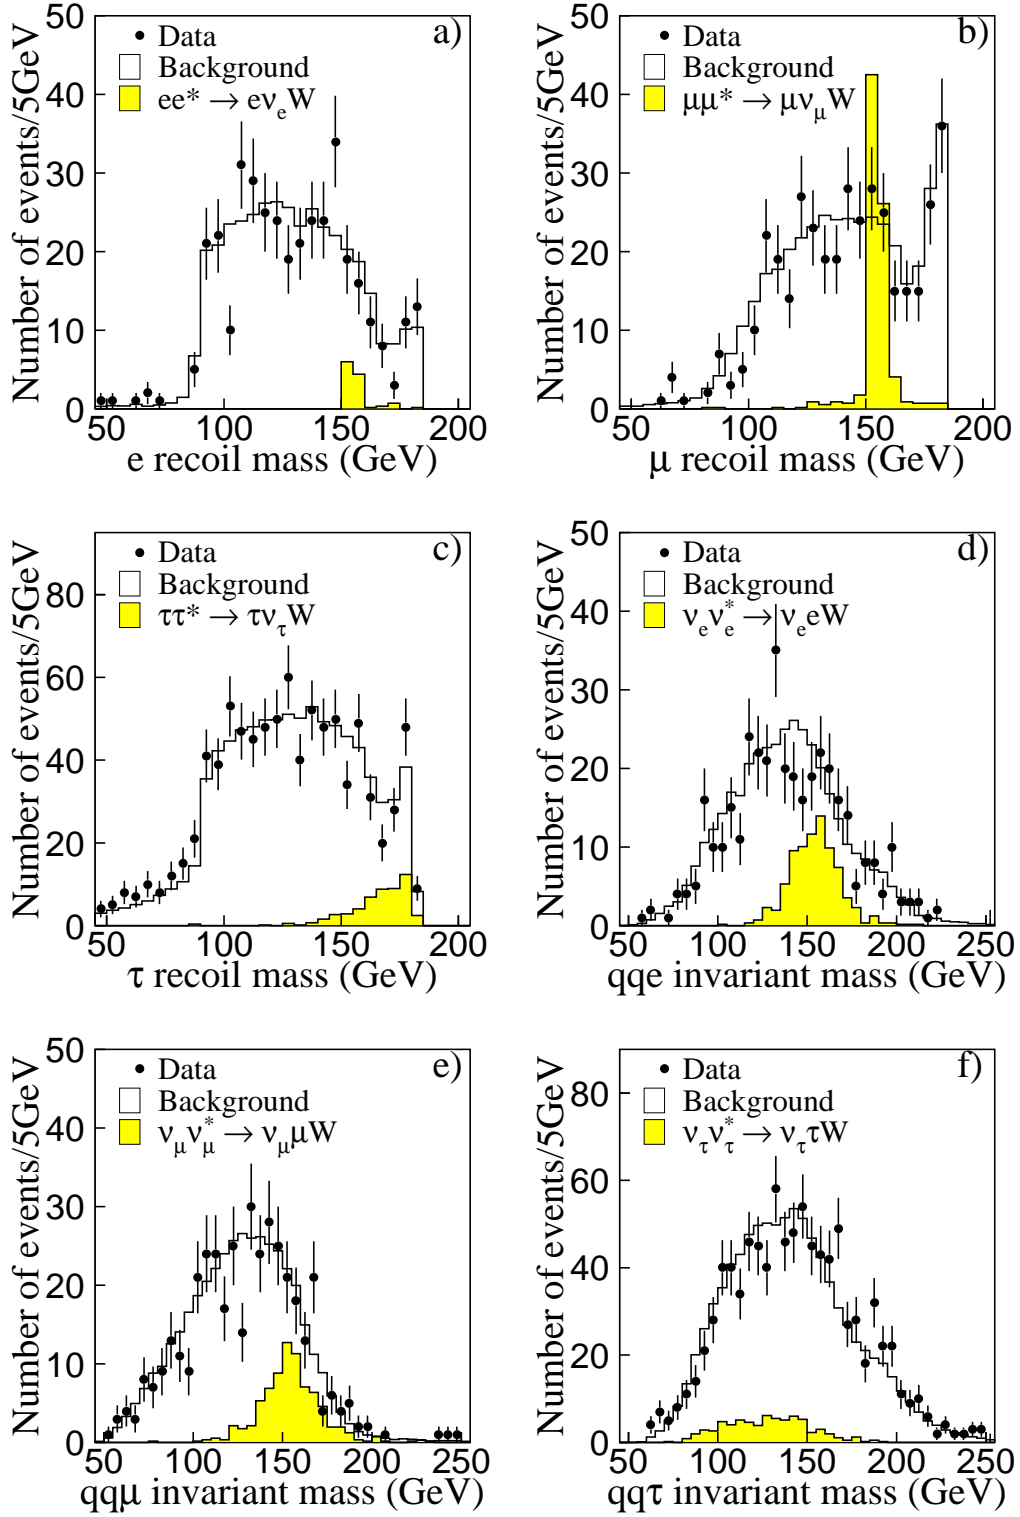 a)
Data
Background
ee* → eν_eW
Number of events/5GeV
50
40
30
20
10
0
50 100 150 200
e recoil mass (GeV)
b)
Data
Background
μμ* → μν_μW
Number of events/5GeV
50
40
30
20
10
0
50 100 150 200
μ recoil mass (GeV)
c)
Data
Background
ττ* → τν_τW
Number of events/5GeV
80
60
40
20
0
50 100 150 200
τ recoil mass (GeV)
d)
Data
Background
ν_eν_e* → ν_eeW
Number of events/5GeV
50
40
30
20
10
0
50 100 150 200 250
qqe invariant mass (GeV)
e)
Data
Background
ν_μν_μ* → ν_μμW
Number of events/5GeV
50
40
30
20
10
0
50 100 150 200 250
qqμ invariant mass (GeV)
f)
Data
Background
ν_τν_τ* → ν_ττW
Number of events/5GeV
80
60
40
20
0
50 100 150 200 250
qqτ invariant mass (GeV)